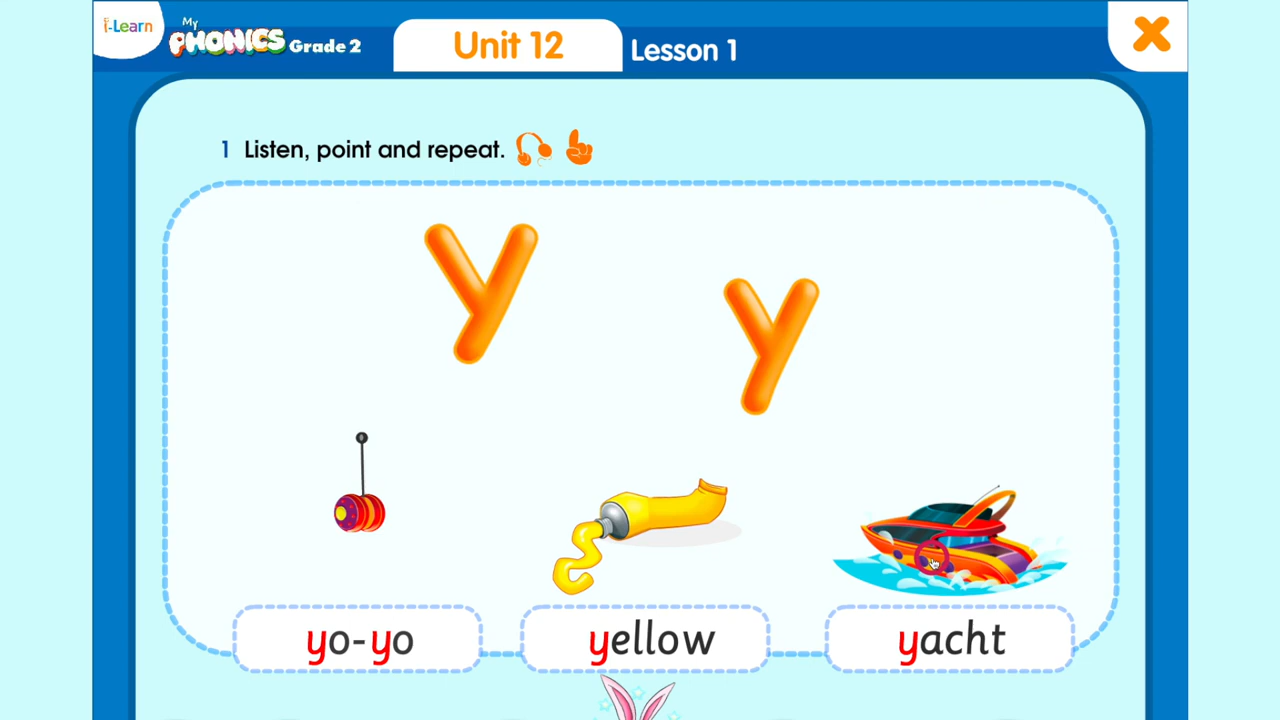 i-Learn
My
PHONICS Grade 2
Unit 12
Lesson 1
1 Listen, point and repeat.
Y y
yo-yo
yellow
yacht